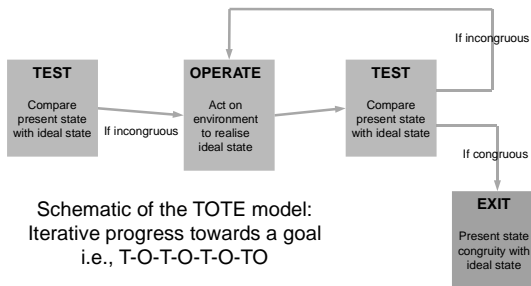 If incongruous
TEST
Compare
present state
with ideal state
If incongruous
OPERATE
Act on
environment
to realise
ideal state
TEST
Compare
present state
with ideal state
If congruous
EXIT
Present state
congruity with
ideal state
Schematic of the TOTE model:
Iterative progress towards a goal
i.e., T-O-T-O-T-O-TO